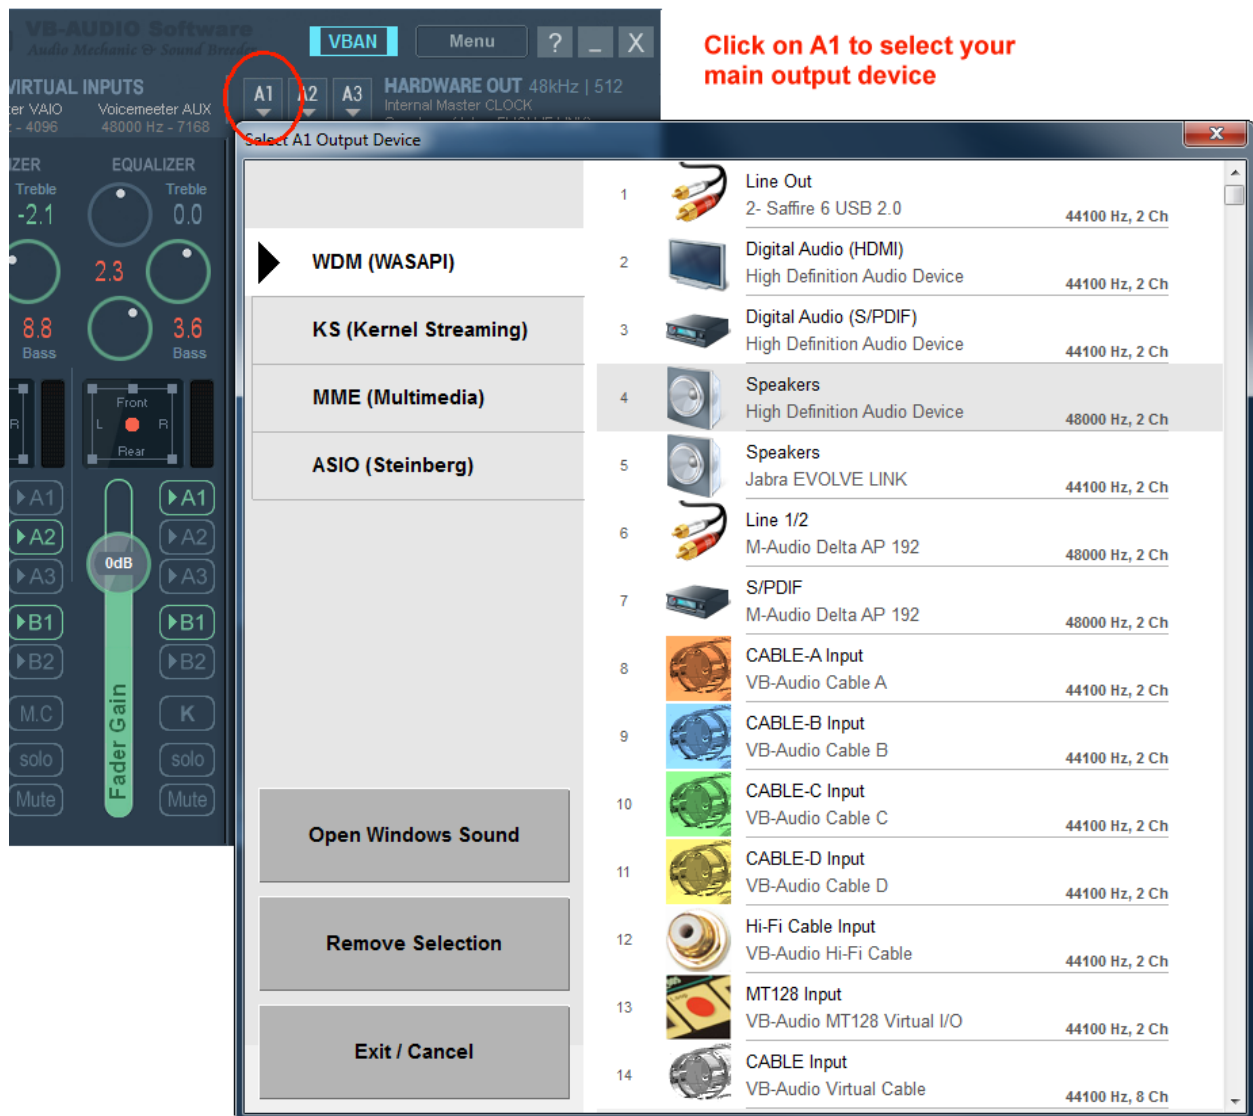 VB-AUDIO Software
Audio Mechanic & Sound Breeder
VBAN
Menu
?
_
X
Click on A1 to select your
main output device
VIRTUAL INPUTS
VAIO
Voicemeeter AUX
- 4096
48000 Hz - 7168
A1
A2
A3
HARDWARE OUT 48kHz | 512
Internal Master CLOCK
Select A1 Output Device
X
EQUALIZER
Treble
Treble
-2.1
0.0
2.3
8.8
3.6
Bass
Bass
Front
R
L
R
Rear
A1
A1
A2
A2
0dB
A3
A3
B1
B1
B2
B2
M.C
K
solo
solo
Mute
Mute
Fader Gain
WDM (WASAPI)
KS (Kernel Streaming)
MME (Multimedia)
ASIO (Steinberg)
Open Windows Sound
Remove Selection
Exit / Cancel
1
Line Out
2- Saffire 6 USB 2.0
44100 Hz, 2 Ch
2
Digital Audio (HDMI)
High Definition Audio Device
44100 Hz, 2 Ch
3
Digital Audio (S/PDIF)
High Definition Audio Device
44100 Hz, 2 Ch
4
Speakers
High Definition Audio Device
48000 Hz, 2 Ch
5
Speakers
Jabra EVOLVE LINK
44100 Hz, 2 Ch
6
Line 1/2
M-Audio Delta AP 192
48000 Hz, 2 Ch
7
S/PDIF
M-Audio Delta AP 192
48000 Hz, 2 Ch
8
CABLE-A Input
VB-Audio Cable A
44100 Hz, 2 Ch
9
CABLE-B Input
VB-Audio Cable B
44100 Hz, 2 Ch
10
CABLE-C Input
VB-Audio Cable C
44100 Hz, 2 Ch
11
CABLE-D Input
VB-Audio Cable D
44100 Hz, 2 Ch
12
Hi-Fi Cable Input
VB-Audio Hi-Fi Cable
44100 Hz, 2 Ch
13
MT128 Input
VB-Audio MT128 Virtual I/O
44100 Hz, 2 Ch
14
CABLE Input
VB-Audio Virtual Cable
44100 Hz, 8 Ch